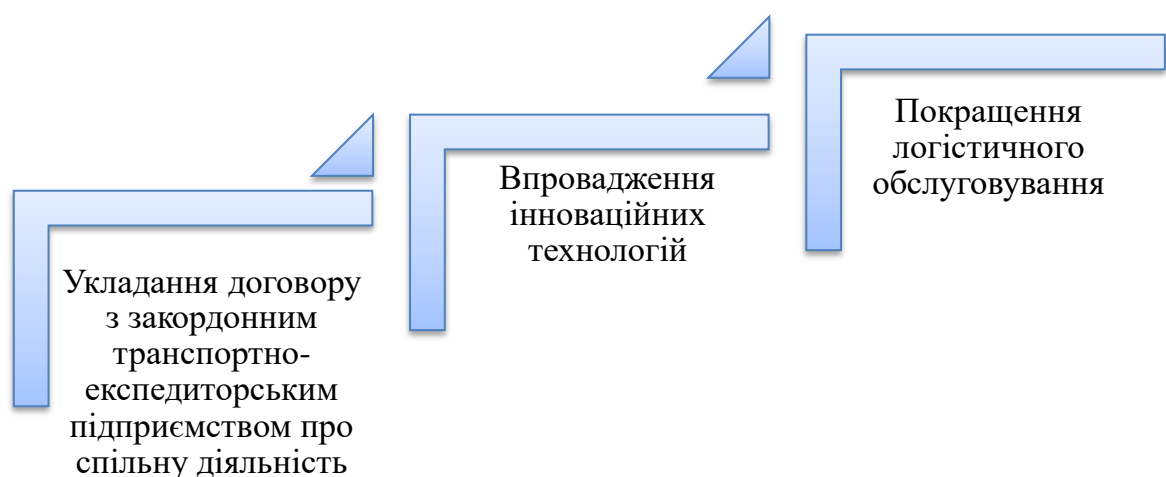 Укладання договору
з закордонним
транспортно-
експедиторським
підприємством про
спільну діяльність
Впровадження
інноваційних
технологій
Покращення
логістичного
обслуговування